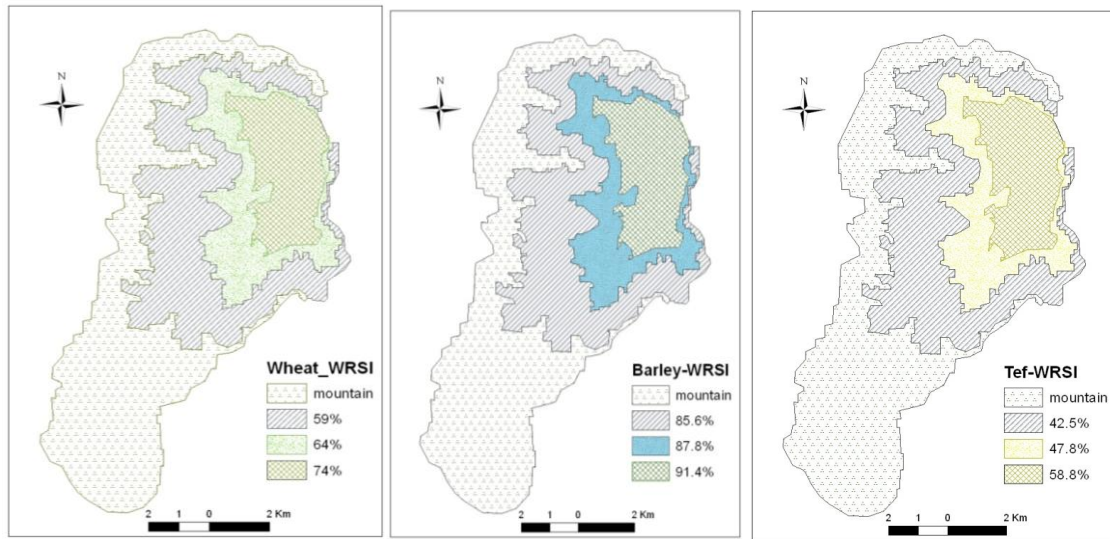 N
Wheat_WRSI
mountain
59%
64%
74%
2 1 0 2 Km
N
Barley-WRSI
mountain
85.6%
87.8%
91.4%
2 1 0 2 Km
N
Tef-WRSI
mountain
42.5%
47.8%
58.8%
2 1 0 2 Km